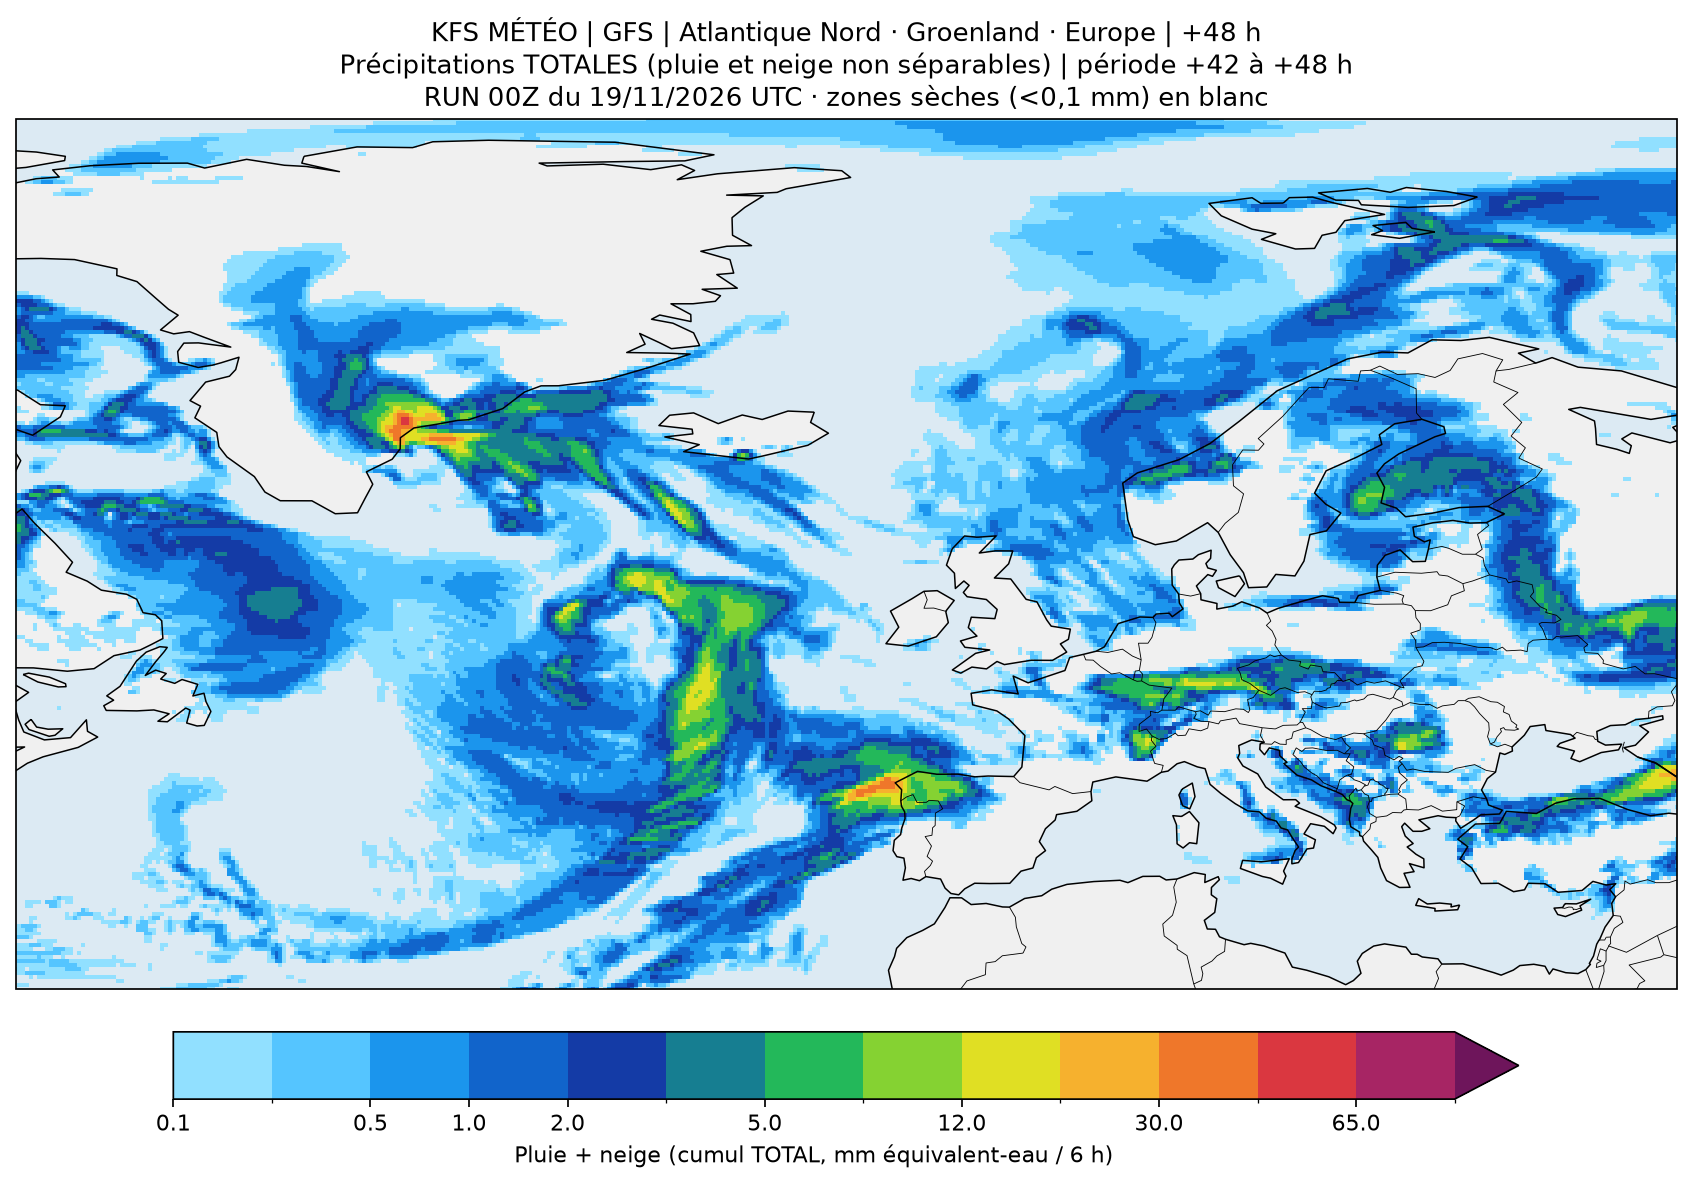 KFS MÉTÉO | GFS | Atlantique Nord · Groenland · Europe | +48 h
Précipitations TOTALES (pluie et neige non séparables) | période +42 à +48 h
RUN 00Z du 19/11/2026 UTC · zones sèches (<0,1 mm) en blanc
0.1 0.5 1.0 2.0 5.0 12.0 30.0 65.0
Pluie + neige (cumul TOTAL, mm équivalent-eau / 6 h)